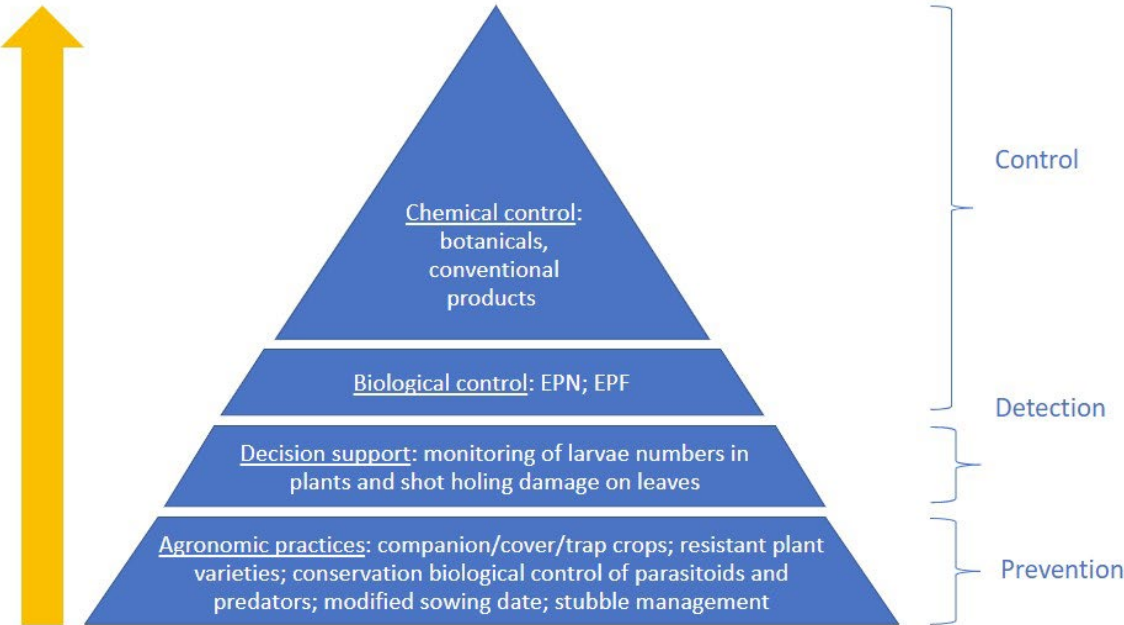 Control
Chemical control:
botanicals,
conventional
products
Biological control: EPN; EPF
Detection
Decision support: monitoring of larvae numbers in
plants and shot holing damage on leaves
Agronomic practices: companion/cover/trap crops; resistant plant
varieties; conservation biological control of parasitoids and
predators; modified sowing date; stubble management
Prevention